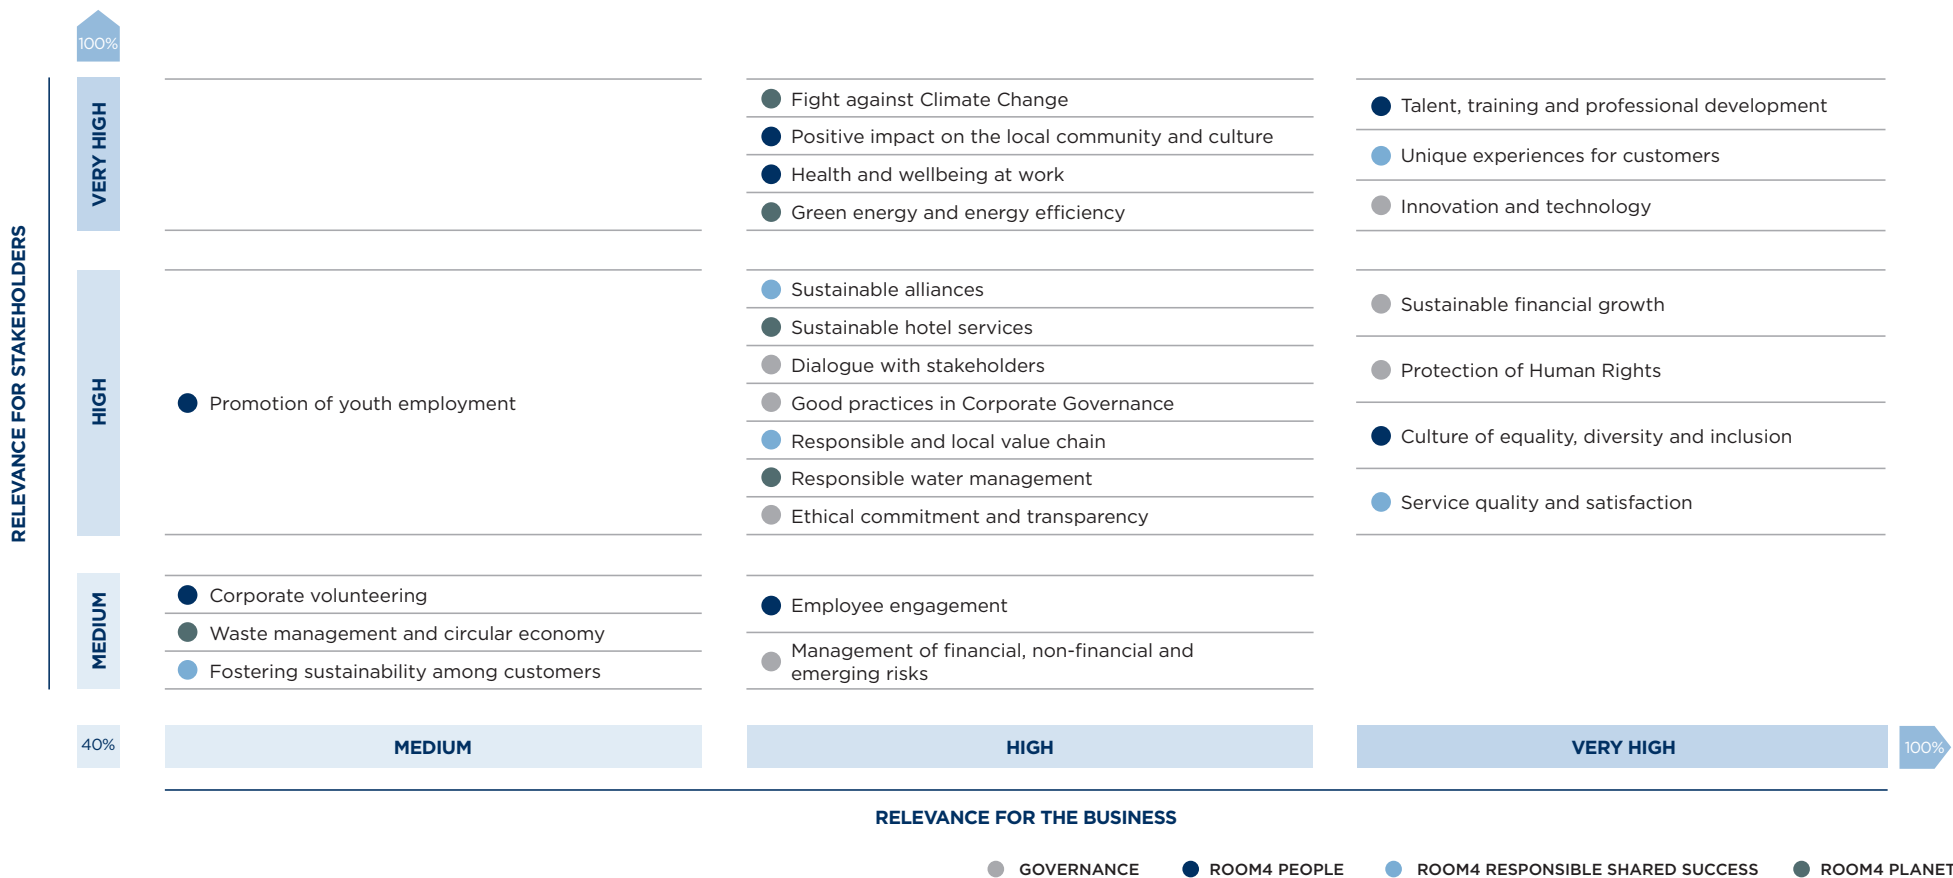 100%
RELEVANCE FOR STAKEHOLDERS
VERY HIGH
Fight against Climate Change
Positive impact on the local community and culture
Health and wellbeing at work
Green energy and energy efficiency
Talent, training and professional development
Unique experiences for customers
Innovation and technology
HIGH
Promotion of youth employment
Sustainable alliances
Sustainable hotel services
Dialogue with stakeholders
Good practices in Corporate Governance
Responsible and local value chain
Responsible water management
Ethical commitment and transparency
Sustainable financial growth
Protection of Human Rights
Culture of equality, diversity and inclusion
Service quality and satisfaction
MEDIUM
Corporate volunteering
Waste management and circular economy
Fostering sustainability among customers
Employee engagement
Management of financial, non-financial and
emerging risks
40%
MEDIUM
HIGH
VERY HIGH
100%
RELEVANCE FOR THE BUSINESS
GOVERNANCE
ROOM4 PEOPLE
ROOM4 RESPONSIBLE SHARED SUCCESS
ROOM4 PLANET